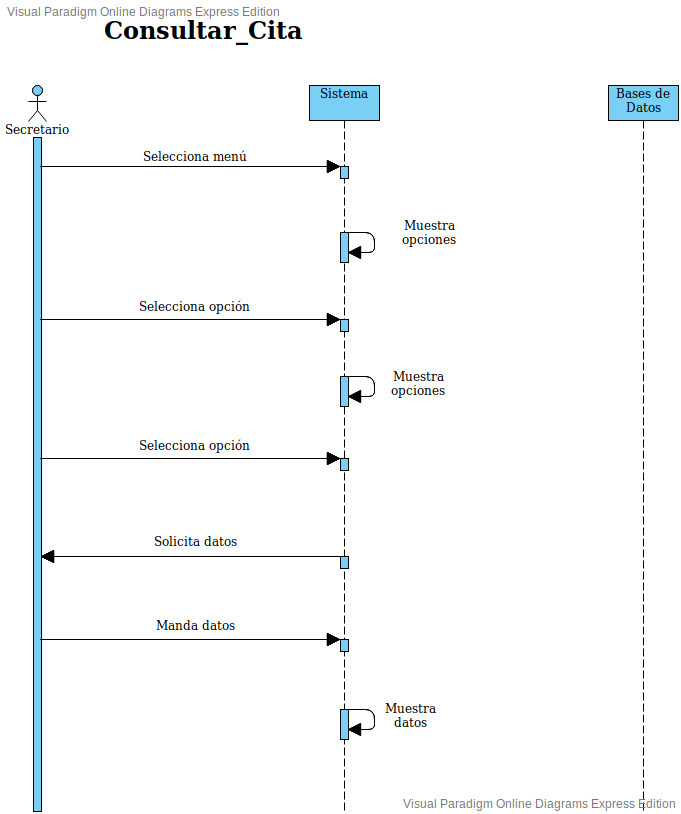 Visual Paradigm Online Diagrams Express Edition
Consultar_Cita
Secretario
Sistema
Bases de
Datos
Selecciona menú
Muestra
opciones
Selecciona opción
Muestra
opciones
Selecciona opción
Solicita datos
Manda datos
Muestra
datos
Visual Paradigm Online Diagrams Express Edition